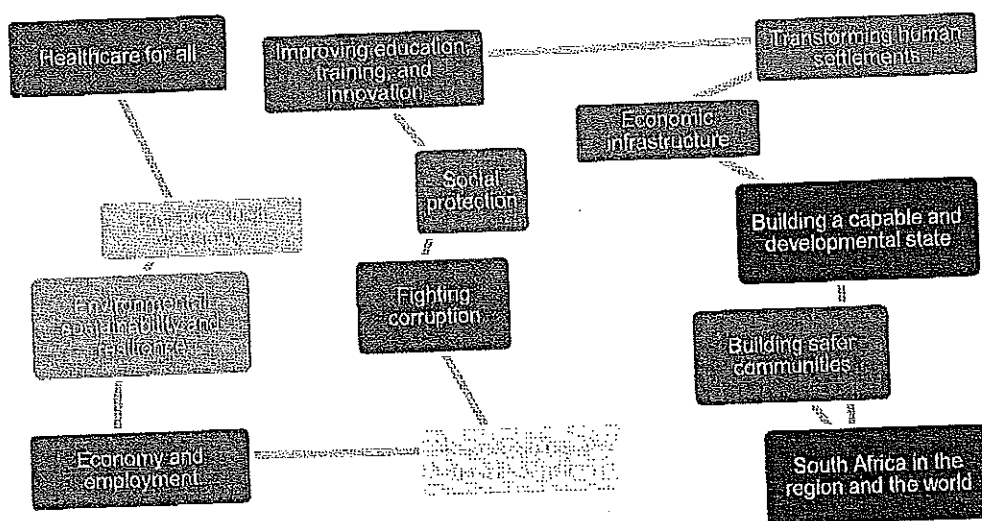 Healthcare for all
Improving education,
training, and
innovation
Transforming human
settlements
Economic
infrastructure
Social
protection
Building a capable and
developmental state
Environmental
sustainability and
resilience
Fighting
corruption
Building safer
communities
Economy and
employment
South Africa in the
region and the world